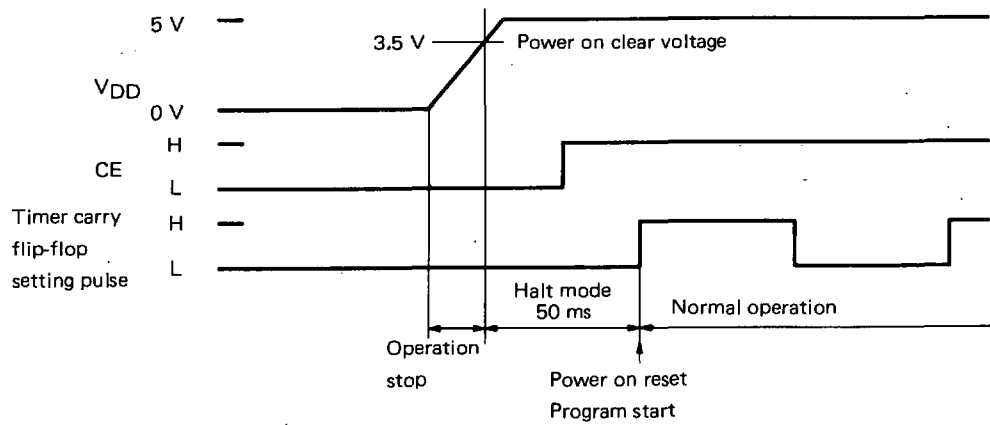 5 V
3.5 V
Power on clear voltage
VDD
0 V
H
CE
L
Timer carry
flip-flop
setting pulse
H
L
Halt mode
50 ms
Normal operation
Operation
stop
Power on reset
Program start